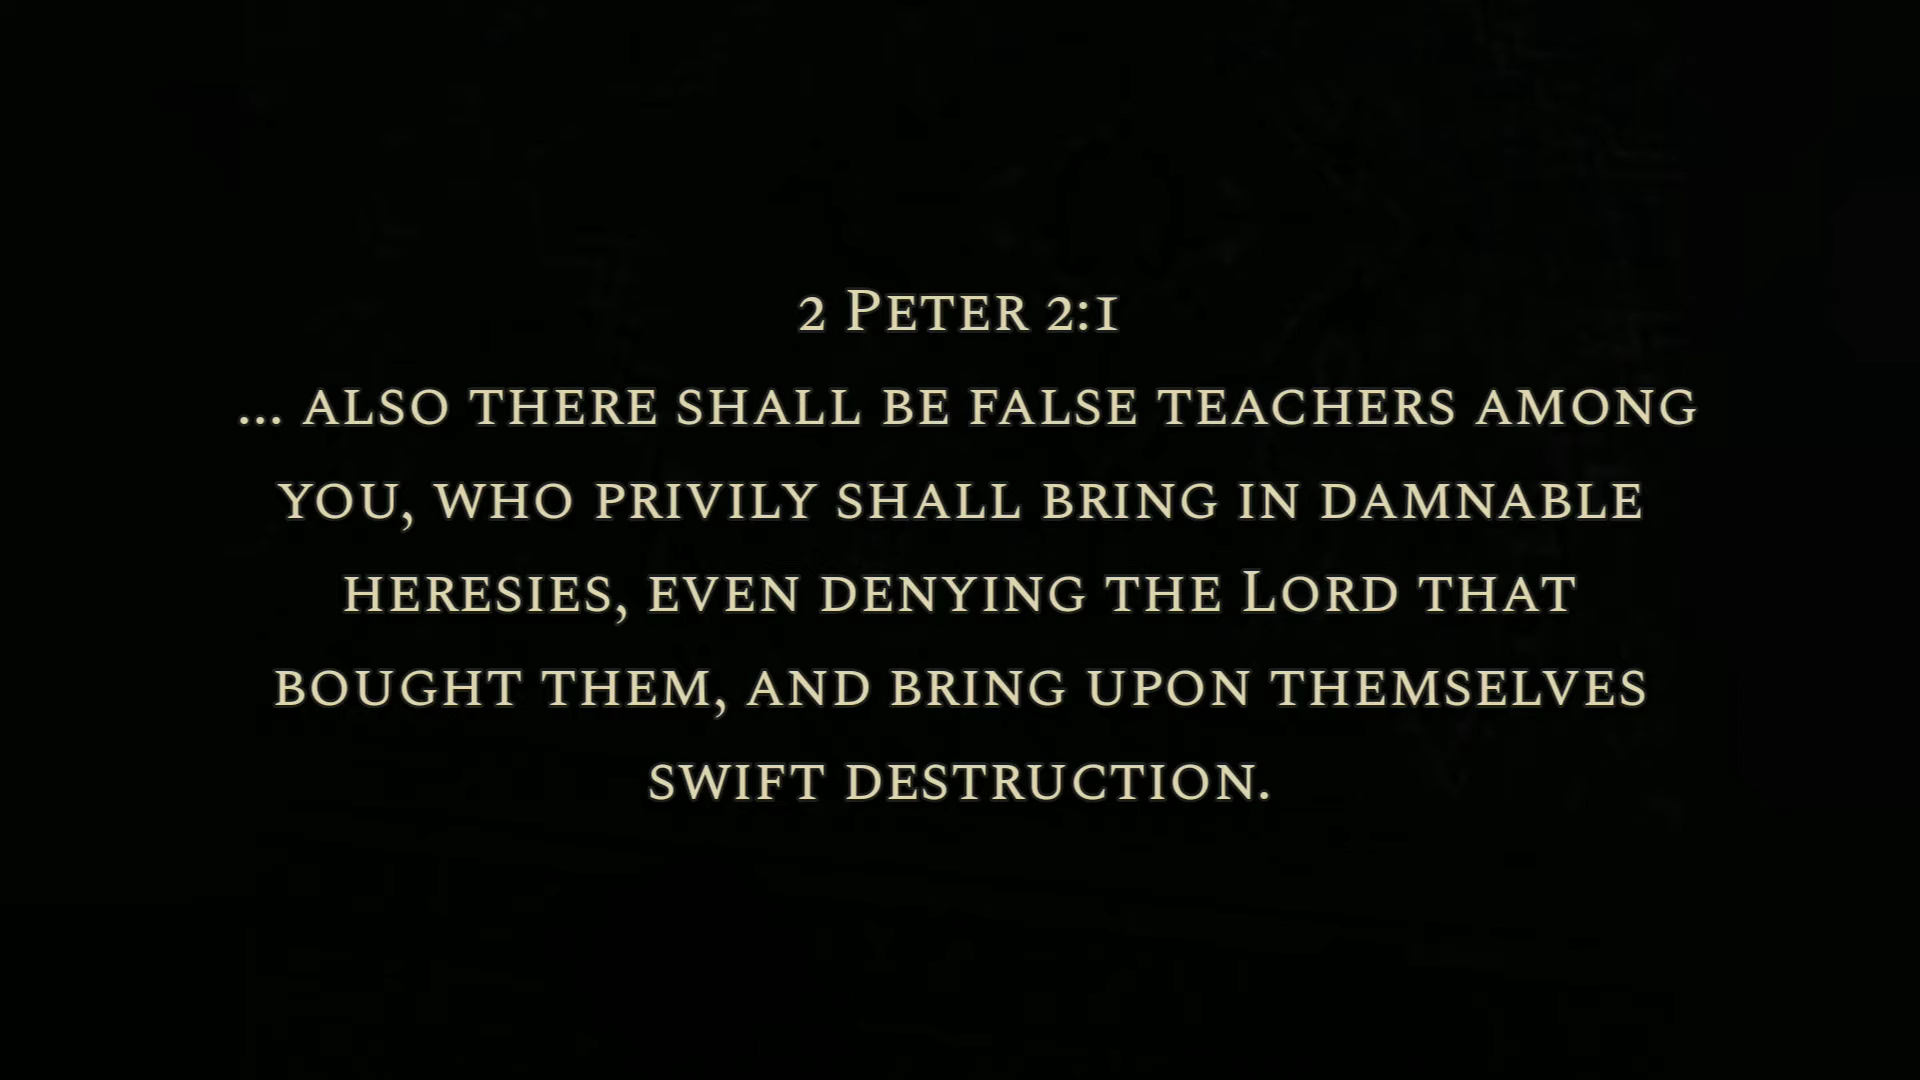 2 Peter 2:1
... also there shall be false teachers among
you, who privily shall bring in damnable
heresies, even denying the Lord that
bought them, and bring upon themselves
swift destruction.